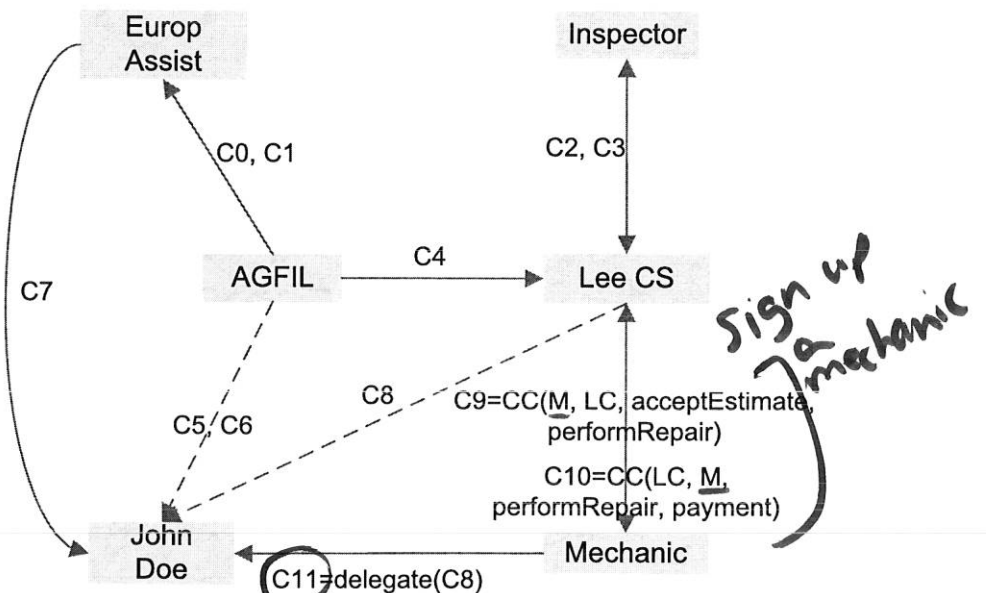 Europ
Assist
Inspector
C0, C1
C2, C3
AGFIL
C4
Lee CS
C7
sign up
a
mechanic
C8
C9=CC(M, LC, acceptEstimate,
performRepair)
C5, C6
C10=CC(LC, M,
performRepair, payment)
John
Doe
Mechanic
C11=delegate(C8)